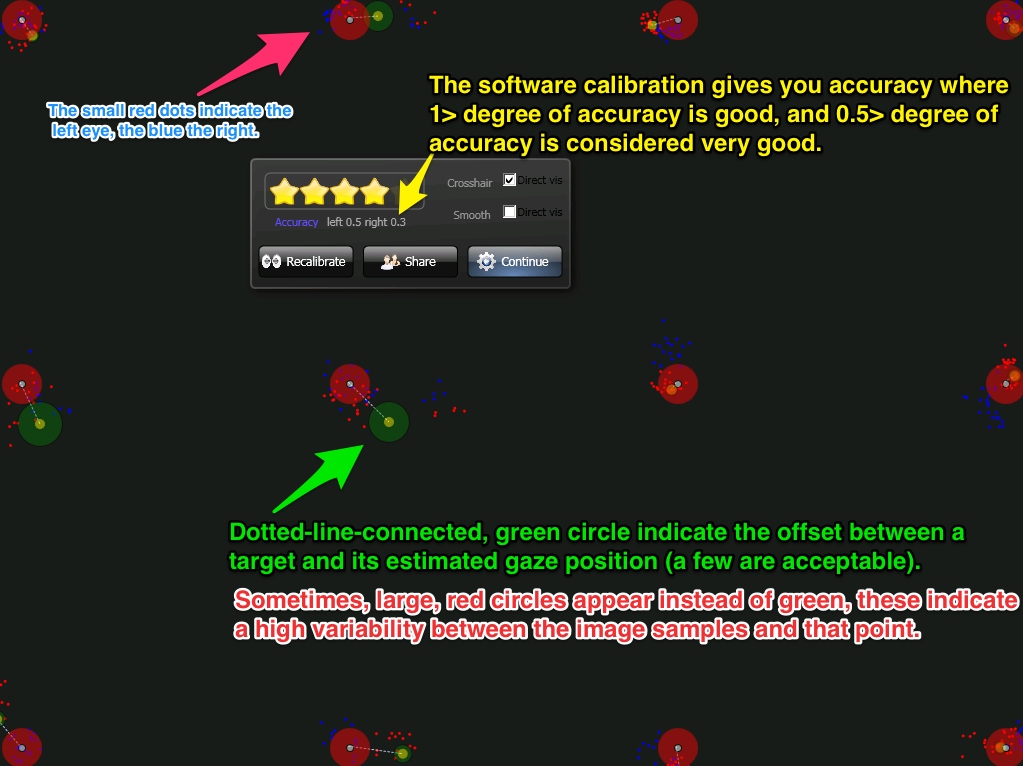 The small red dots indicate the
left eye, the blue the right.
The software calibration gives you accuracy where
1> degree of accuracy is good, and 0.5> degree of
accuracy is considered very good.
Crosshair Direct vis
Smooth Direct vis
Accuracy left 0.5 right 0.3
Recalibrate Share Continue
Dotted-line-connected, green circle indicate the offset between a
target and its estimated gaze position (a few are acceptable).
Sometimes, large, red circles appear instead of green, these indicate
a high variability between the image samples and that point.